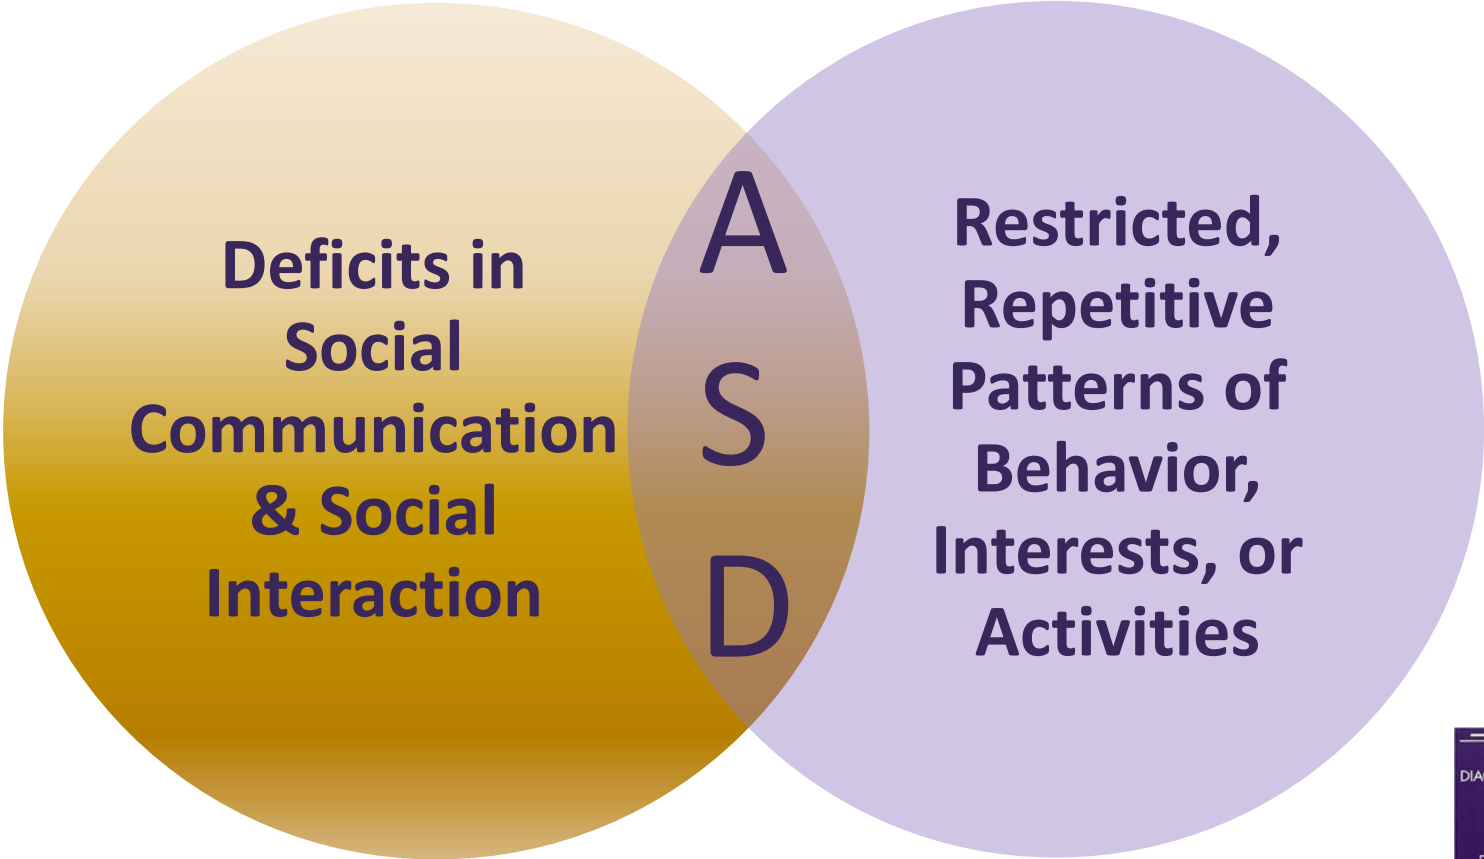 Deficits in
Social
Communication
& Social
Interaction
A
S
D
Restricted,
Repetitive
Patterns of
Behavior,
Interests, or
Activities